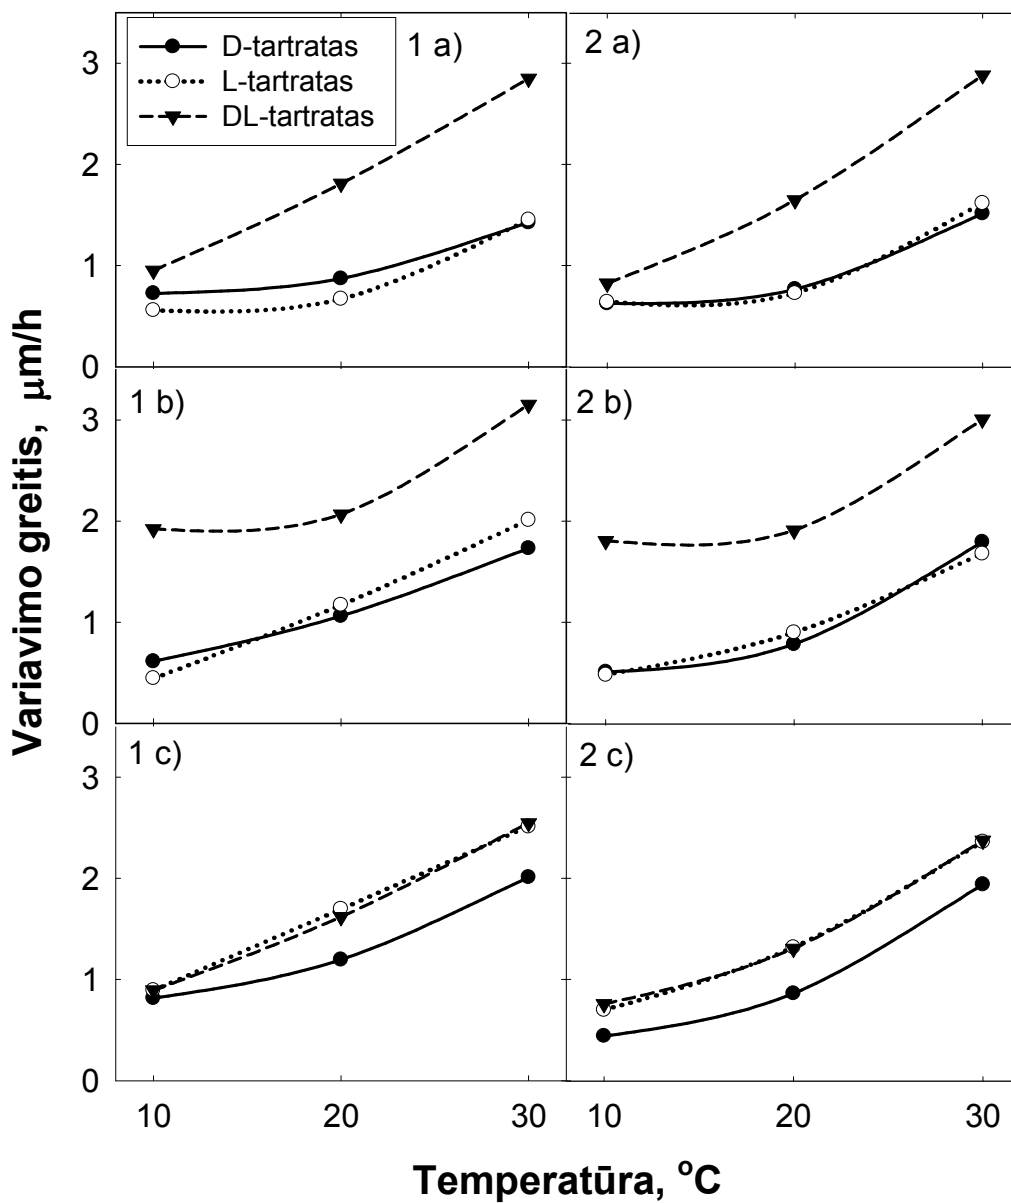 D-tartratas
L-tartratas
DL-tartratas
1 a)
2 a)
3
2
1
0
1 b)
2 b)
3
2
1
0
1 c)
2 c)
3
2
1
0
Variavimo greitis, μm/h
10 20 30 10 20 30
Temperatūra, °C